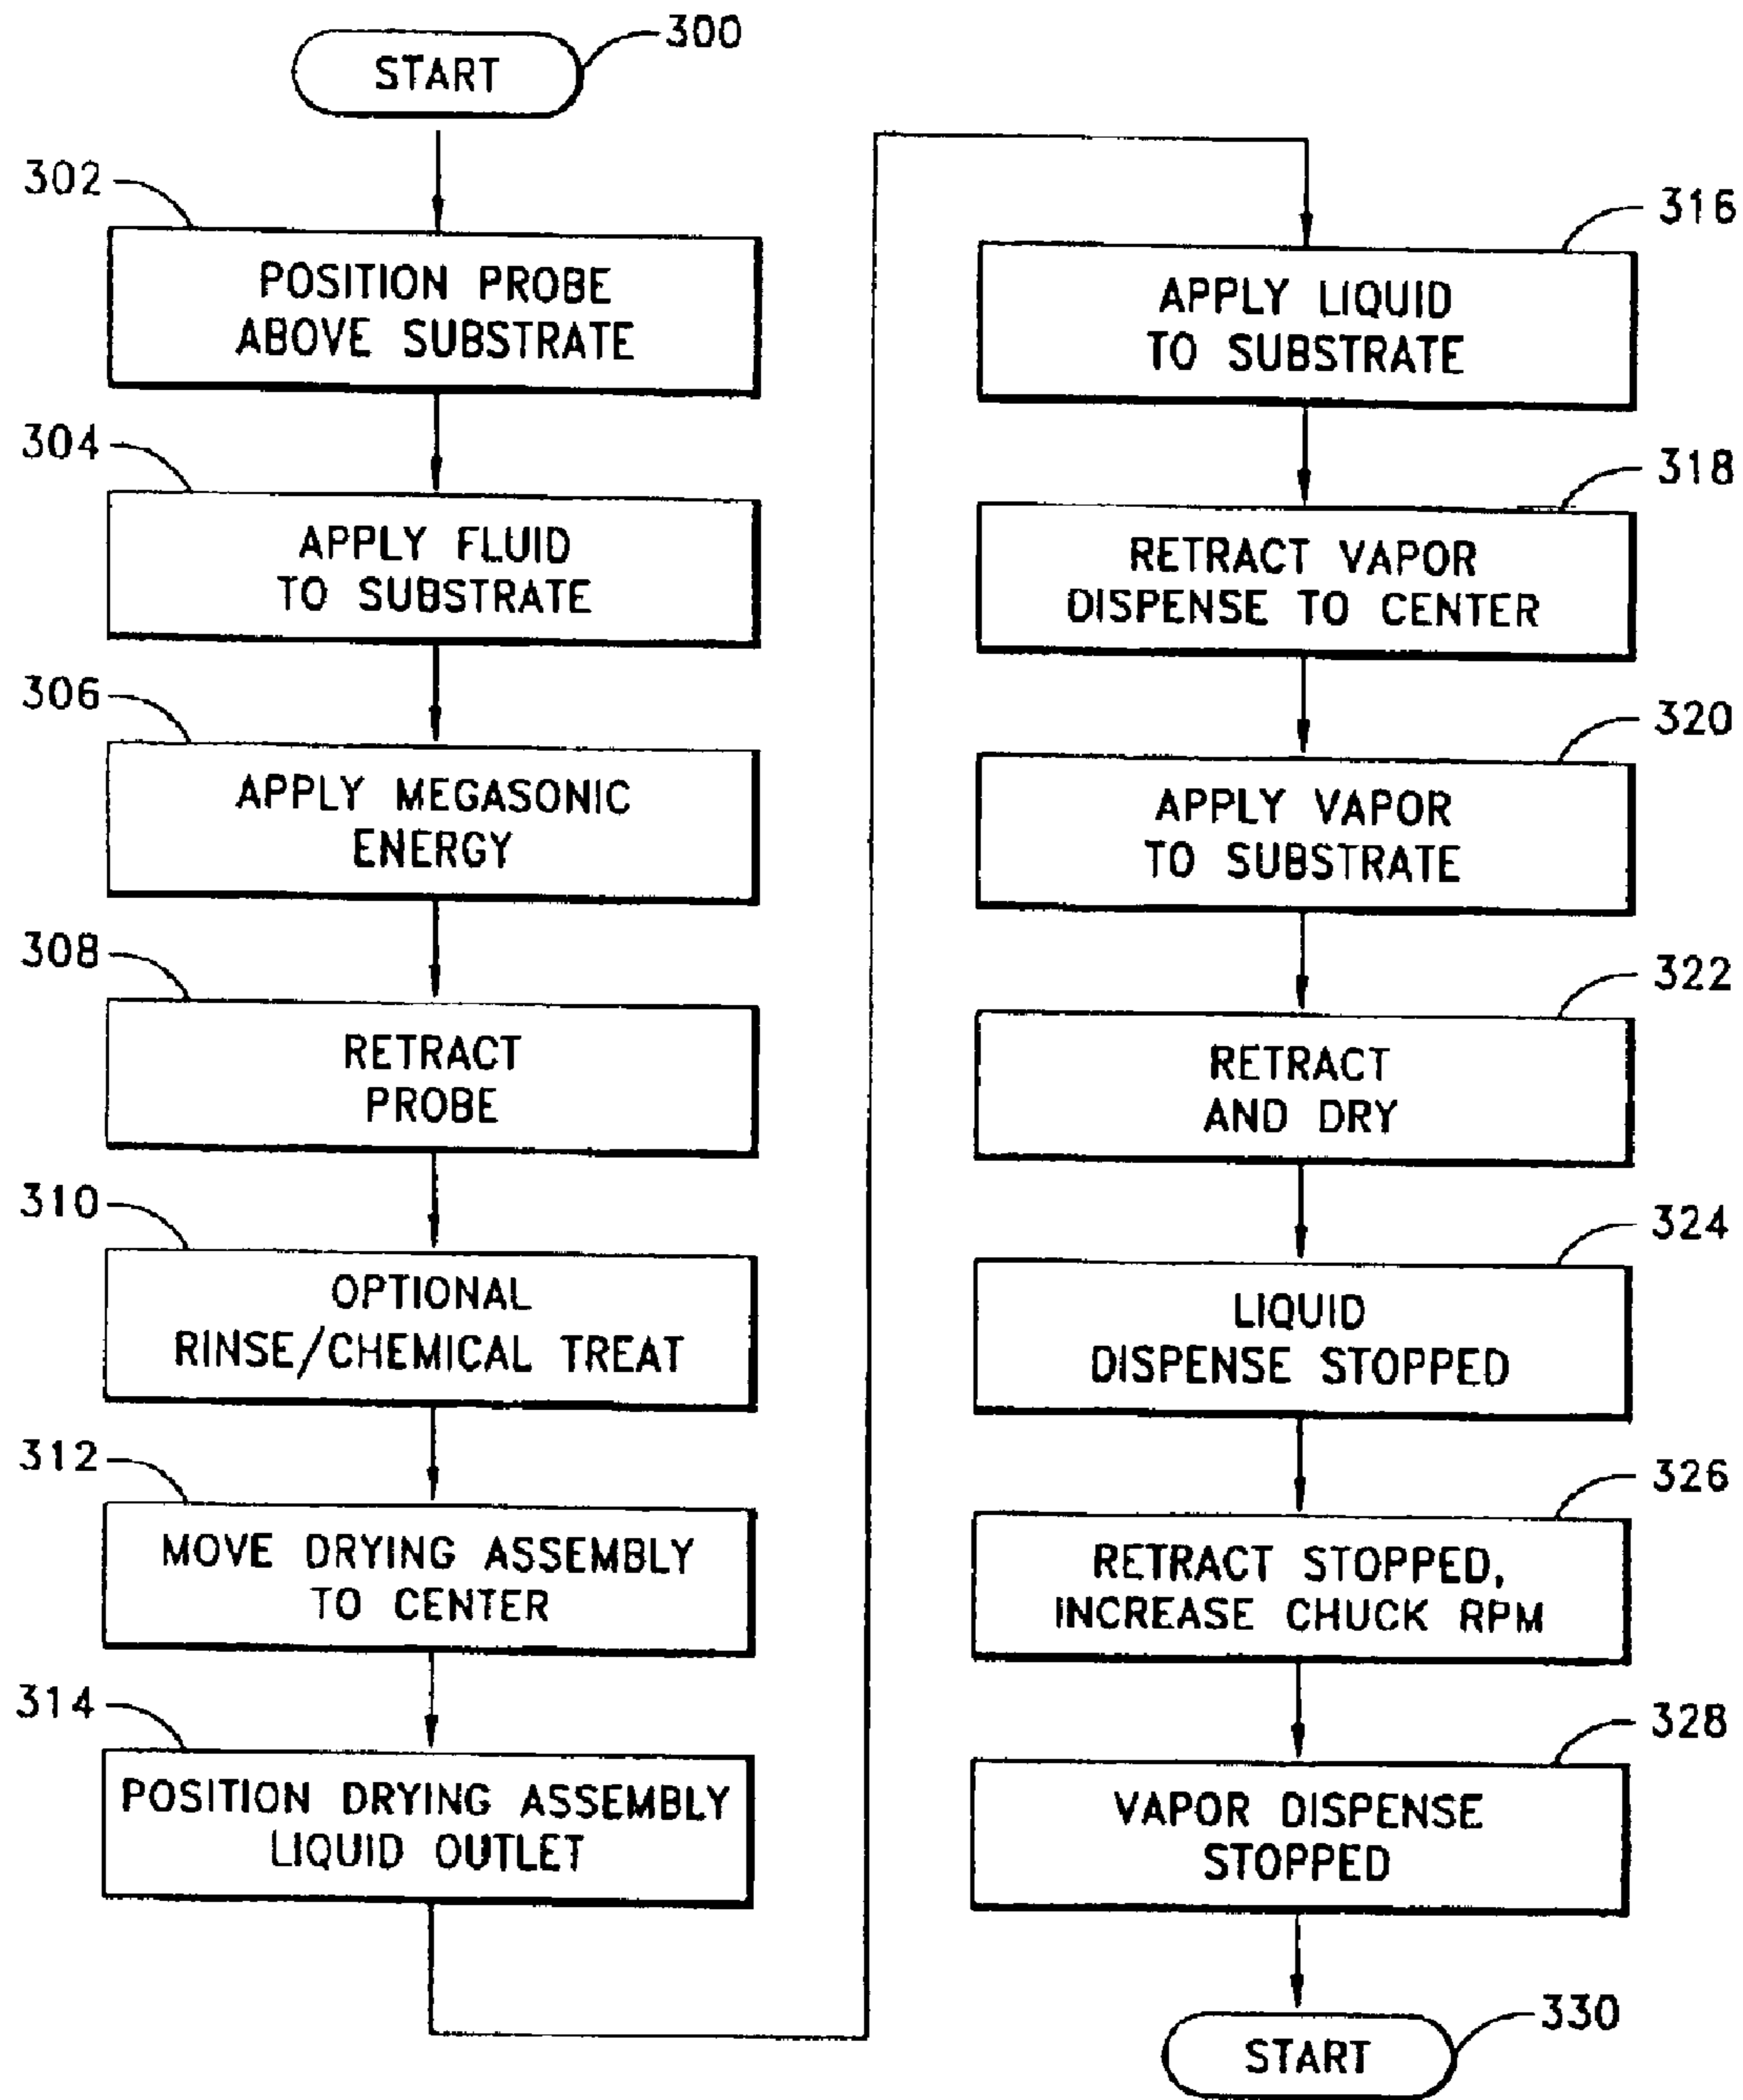 START
300
302
POSITION PROBE
ABOVE SUBSTRATE
304
APPLY FLUID
TO SUBSTRATE
306
APPLY MEGASONIC
ENERGY
308
RETRACT
PROBE
310
OPTIONAL
RINSE/CHEMICAL TREAT
312
MOVE DRYING ASSEMBLY
TO CENTER
314
POSITION DRYING ASSEMBLY
LIQUID OUTLET
316
APPLY LIQUID
TO SUBSTRATE
318
RETRACT VAPOR
DISPENSE TO CENTER
320
APPLY VAPOR
TO SUBSTRATE
322
RETRACT
AND DRY
324
LIQUID
DISPENSE STOPPED
326
RETRACT STOPPED,
INCREASE CHUCK RPM
328
VAPOR DISPENSE
STOPPED
330
START